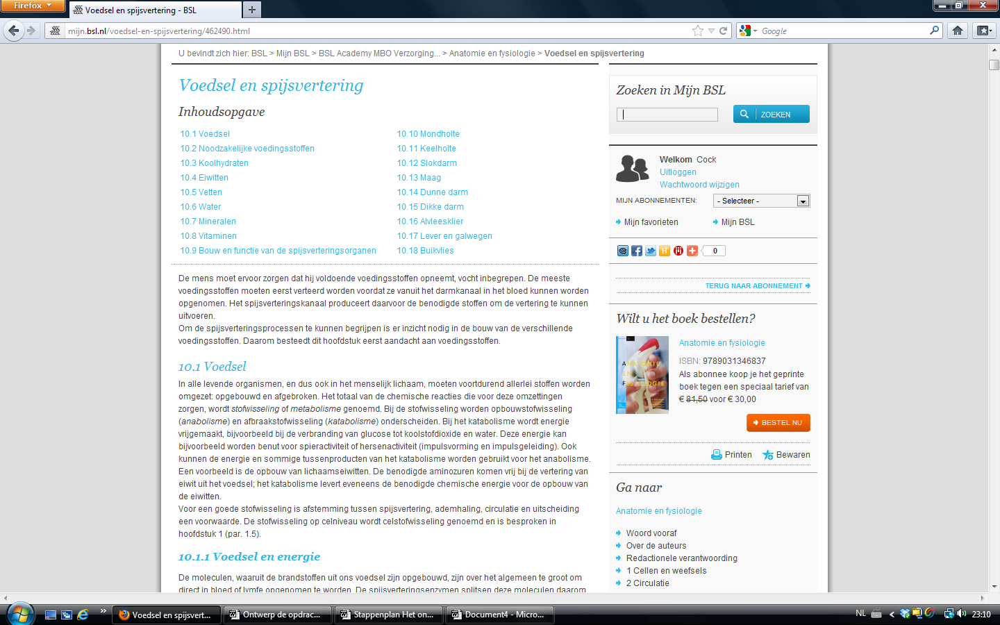 Firefox
Voedsel en spijsvertering - BSL
mijn.bsl.nl/voedsel-en-spijsvertering/462490.html
Google
U bevindt zich hier: BSL > Mijn BSL > BSL Academy MBO Verzorging... > Anatomie en fysiologie > Voedsel en spijsvertering
Voedsel en spijsvertering
Inhoudsopgave
10.1 Voedsel
10.2 Noodzakelijke voedingsstoffen
10.3 Koolhydraten
10.4 Eiwitten
10.5 Vetten
10.6 Water
10.7 Mineralen
10.8 Vitaminen
10.9 Bouw en functie van de spijsverteringsorganen
10.10 Mondholte
10.11 Keelholte
10.12 Slokdarm
10.13 Maag
10.14 Dunne darm
10.15 Dikke darm
10.16 Alvleesklier
10.17 Lever en galwegen
10.18 Buikvlies
De mens moet ervoor zorgen dat hij voldoende voedingsstoffen opneemt, vocht inbegrepen. De meeste
voedingsstoffen moeten eerst verteerd worden voordat ze vanuit het darmkanaal in het bloed kunnen worden
opgenomen. Het spijsverteringskanaal produceert daarvoor de benodigde stoffen om de vertering te kunnen
uitvoeren.
Om de spijsverteringsprocessen te kunnen begrijpen is er inzicht nodig in de bouw van de verschillende
voedingsstoffen. Daarom besteedt dit hoofdstuk eerst aandacht aan voedingsstoffen.
10.1 Voedsel
In alle levende organismen, en dus ook in het menselijk lichaam, moeten voortdurend allerlei stoffen worden
omgezet: opgebouwd en afgebroken. Het totaal van de chemische reacties die voor deze omzettingen
zorgen, wordt stofwisseling of metabolisme genoemd. Bij de stofwisseling worden opbouwstofwisseling
(anabolisme) en afbraakstofwisseling (katabolisme) onderscheiden. Bij het katabolisme wordt energie
vrijgemaakt, bijvoorbeeld bij de verbranding van glucose tot koolstofdioxide en water. Deze energie kan
bijvoorbeeld worden benut voor spieractiviteit of hersenactiviteit (impulsvorming en impulsgeleiding). Ook
kunnen de energie en sommige tussenproducten van het katabolisme worden gebruikt voor het anabolisme.
Een voorbeeld is de opbouw van lichaamseiwitten. De benodigde aminozuren komen vrij bij de vertering van
eiwit uit het voedsel; het katabolisme levert eveneens de benodigde chemische energie voor de opbouw van
de eiwitten.
Voor een goede stofwisseling is afstemming tussen spijsvertering, ademhaling, circulatie en uitscheiding
een voorwaarde. De stofwisseling op celniveau wordt celstofwisseling genoemd en is besproken in
hoofdstuk 1 (par. 1.5).
10.1.1 Voedsel en energie
De moleculen, waaruit de brandstoffen uit ons voedsel zijn opgebouwd, zijn over het algemeen te groot om
direct in bloed of lymfe opgenomen te worden. De spijsverteringsenzymen splitsen deze moleculen daarom
Zoeken in Mijn BSL
ZOEKEN
Welkom Cock
Uitloggen
Wachtwoord wijzigen
MIJN ABONNEMENTEN:
- Selecteer -
Mijn favorieten
Mijn BSL
0
TERUG NAAR ABONNEMENT
Wilt u het boek bestellen?
ANATOMIE
EN
FYSIOLOGIE
Anatomie en fysiologie
ISBN: 9789031346837
Als abonnee koop je het geprinte
boek tegen een speciaal tarief van
€ 81,50 voor € 30,00
BESTEL NU
Printen
Bewaren
Ga naar
Anatomie en fysiologie
Woord vooraf
Over de auteurs
Redactionele verantwoording
1 Cellen en weefsels
2 Circulatie
Voedsel en spijsvert...
Ontwerp de opdrac...
Stappenplan Het on...
Document4 - Micro...
NL
23:10